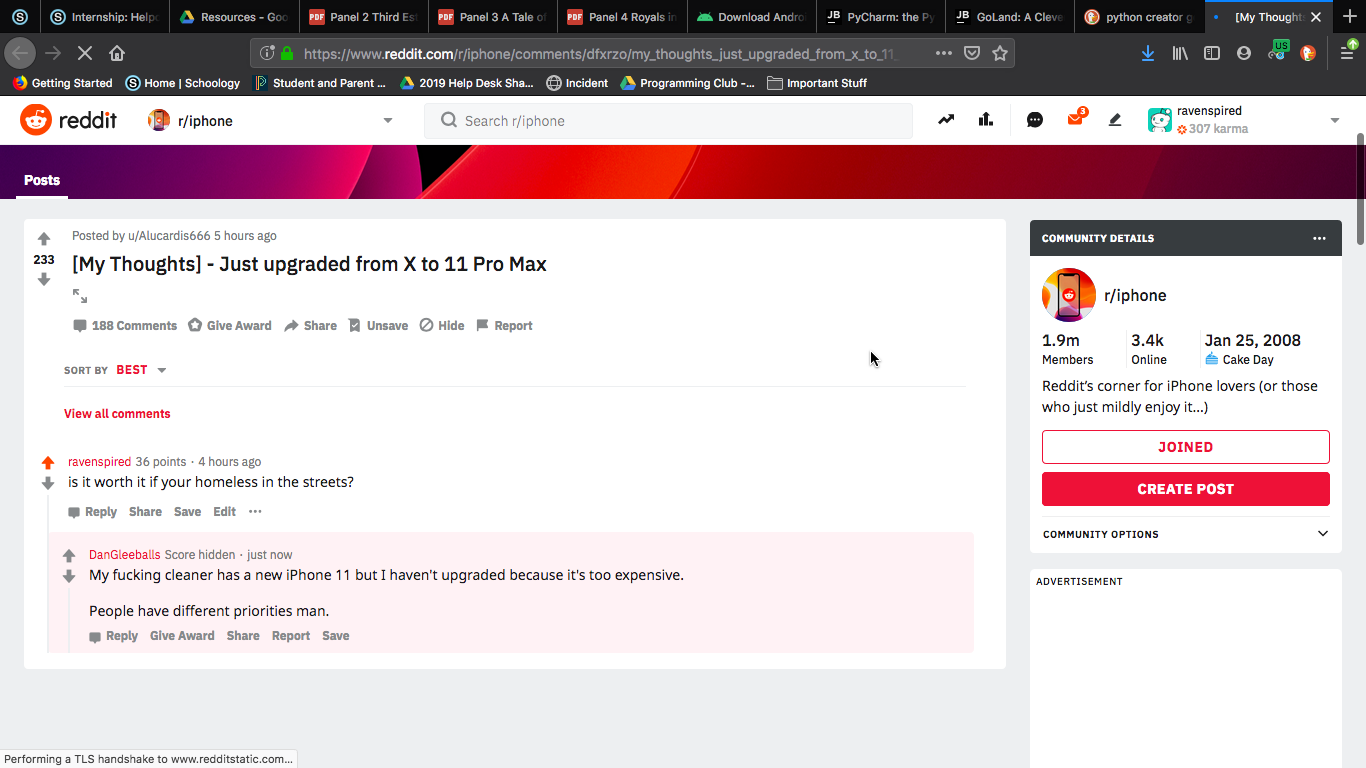 Internship: Help
Resources - Goo
Panel 2 Third Est
Panel 3 A Tale of
Panel 4 Royals in
Download Andro
PyCharm: the Py
GoLand: A Cleve
python creator g
[My Thought
https://www.reddit.com/r/iphone/comments/dfxrzo/my_thoughts_just_upgraded_from_x_to_11_
US
Getting Started
Home | Schoology
Student and Parent ...
2019 Help Desk Sha...
Incident
Programming Club -...
Important Stuff
reddit
r/iphone
Search r/iphone
3
ravenspired
307 karma
Posts
Posted by u/Alucardis666 5 hours ago
233
[My Thoughts] - Just upgraded from X to 11 Pro Max
188 Comments Give Award Share Unsave Hide Report
SORT BY BEST
View all comments
ravenspired 36 points · 4 hours ago
is it worth it if your homeless in the streets?
Reply Share Save Edit ...
DanGleeballs Score hidden · just now
My fucking cleaner has a new iPhone 11 but I haven't upgraded because it's too expensive.
People have different priorities man.
Reply Give Award Share Report Save
COMMUNITY DETAILS
r/iphone
1.9m 3.4k Jan 25, 2008
Members Online Cake Day
Reddit's corner for iPhone lovers (or those
who just mildly enjoy it...)
JOINED
CREATE POST
COMMUNITY OPTIONS
ADVERTISEMENT
Performing a TLS handshake to www.redditstatic.com...